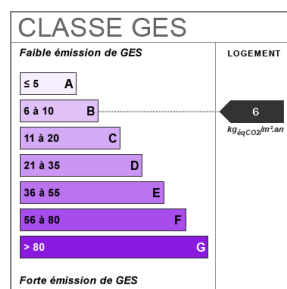 CLASSE GES
Faible émission de GES
LOGEMENT
≤ 5 A
6 à 10 B
6
kgéqCO2/m².an
11 à 20 C
21 à 35 D
36 à 55 E
56 à 80 F
> 80 G
Forte émission de GES